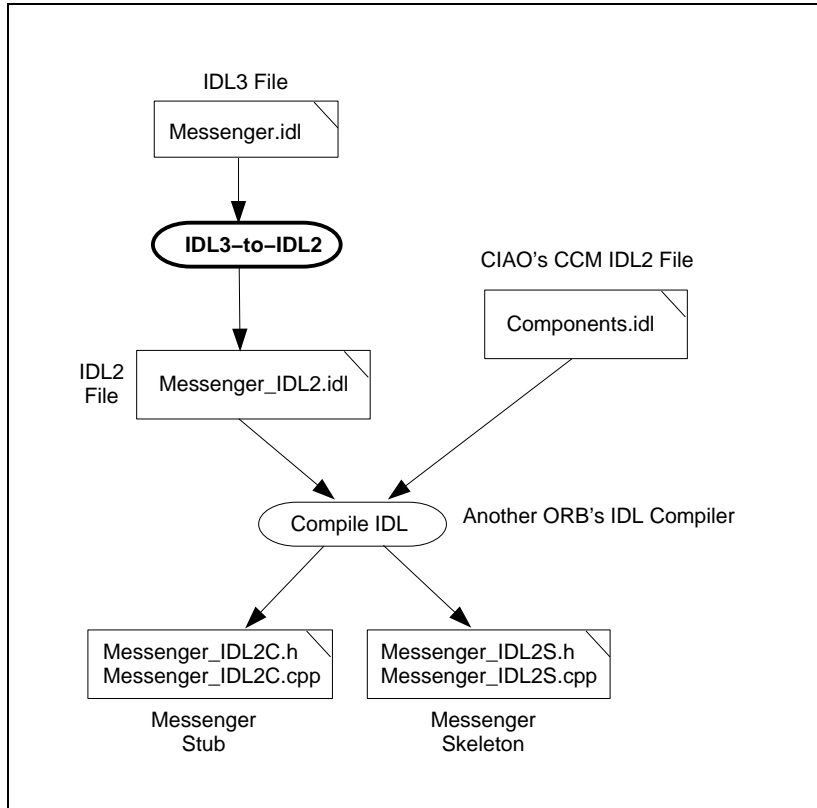 IDL3 File
Messenger.idl
IDL3–to–IDL2
CIAO's CCM IDL2 File
Components.idl
IDL2
File
Messenger_IDL2.idl
Compile IDL
Another ORB's IDL Compiler
Messenger_IDL2C.h
Messenger_IDL2C.cpp
Messenger
Stub
Messenger_IDL2S.h
Messenger_IDL2S.cpp
Messenger
Skeleton